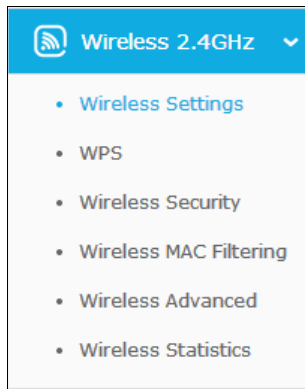 Wireless 2.4GHz
Wireless Settings
WPS
Wireless Security
Wireless MAC Filtering
Wireless Advanced
Wireless Statistics